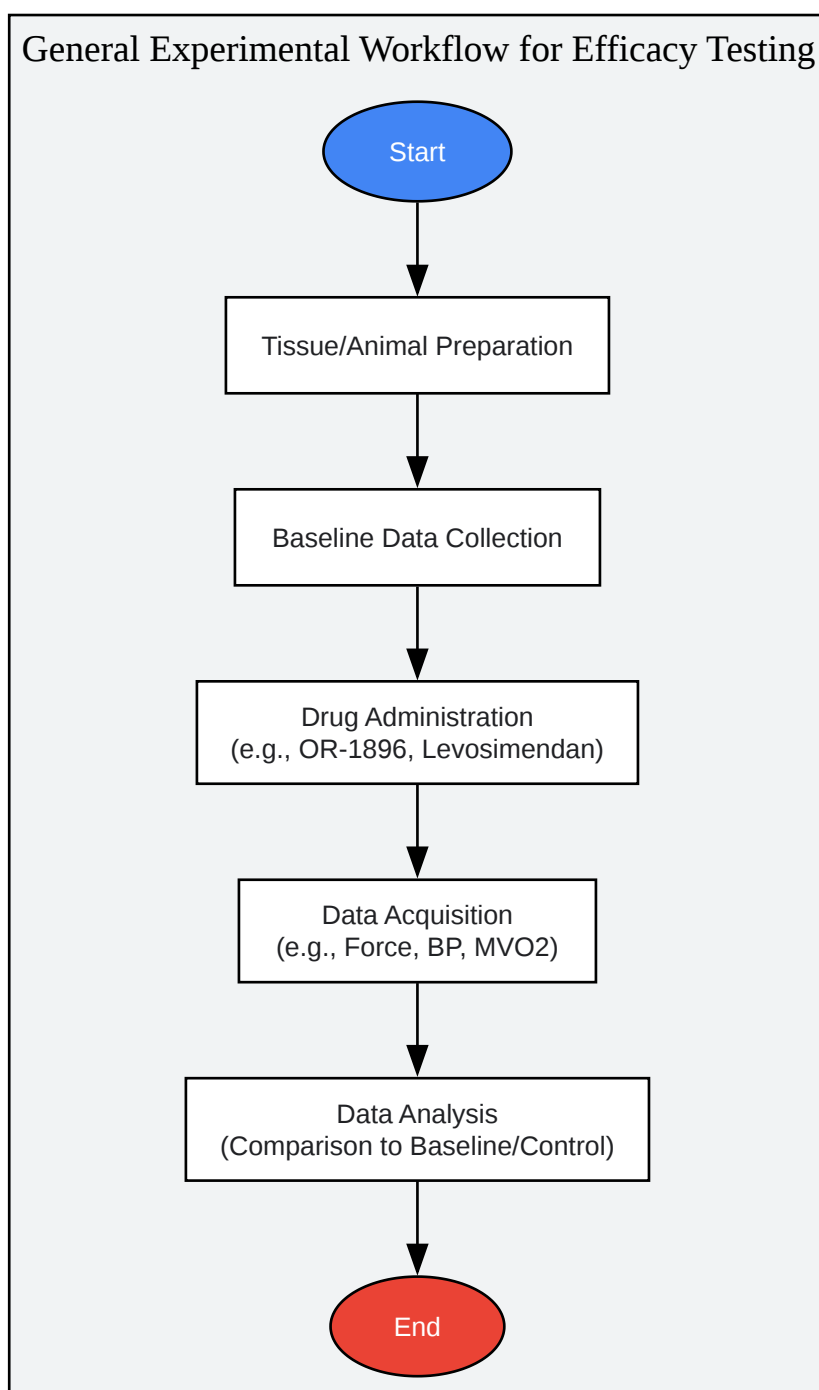 General Experimental Workflow for Efficacy Testing
Start
Tissue/Animal Preparation
Baseline Data Collection
Drug Administration
(e.g., OR-1896, Levosimendan)
Data Acquisition
(e.g., Force, BP, MVO2)
Data Analysis
(Comparison to Baseline/Control)
End